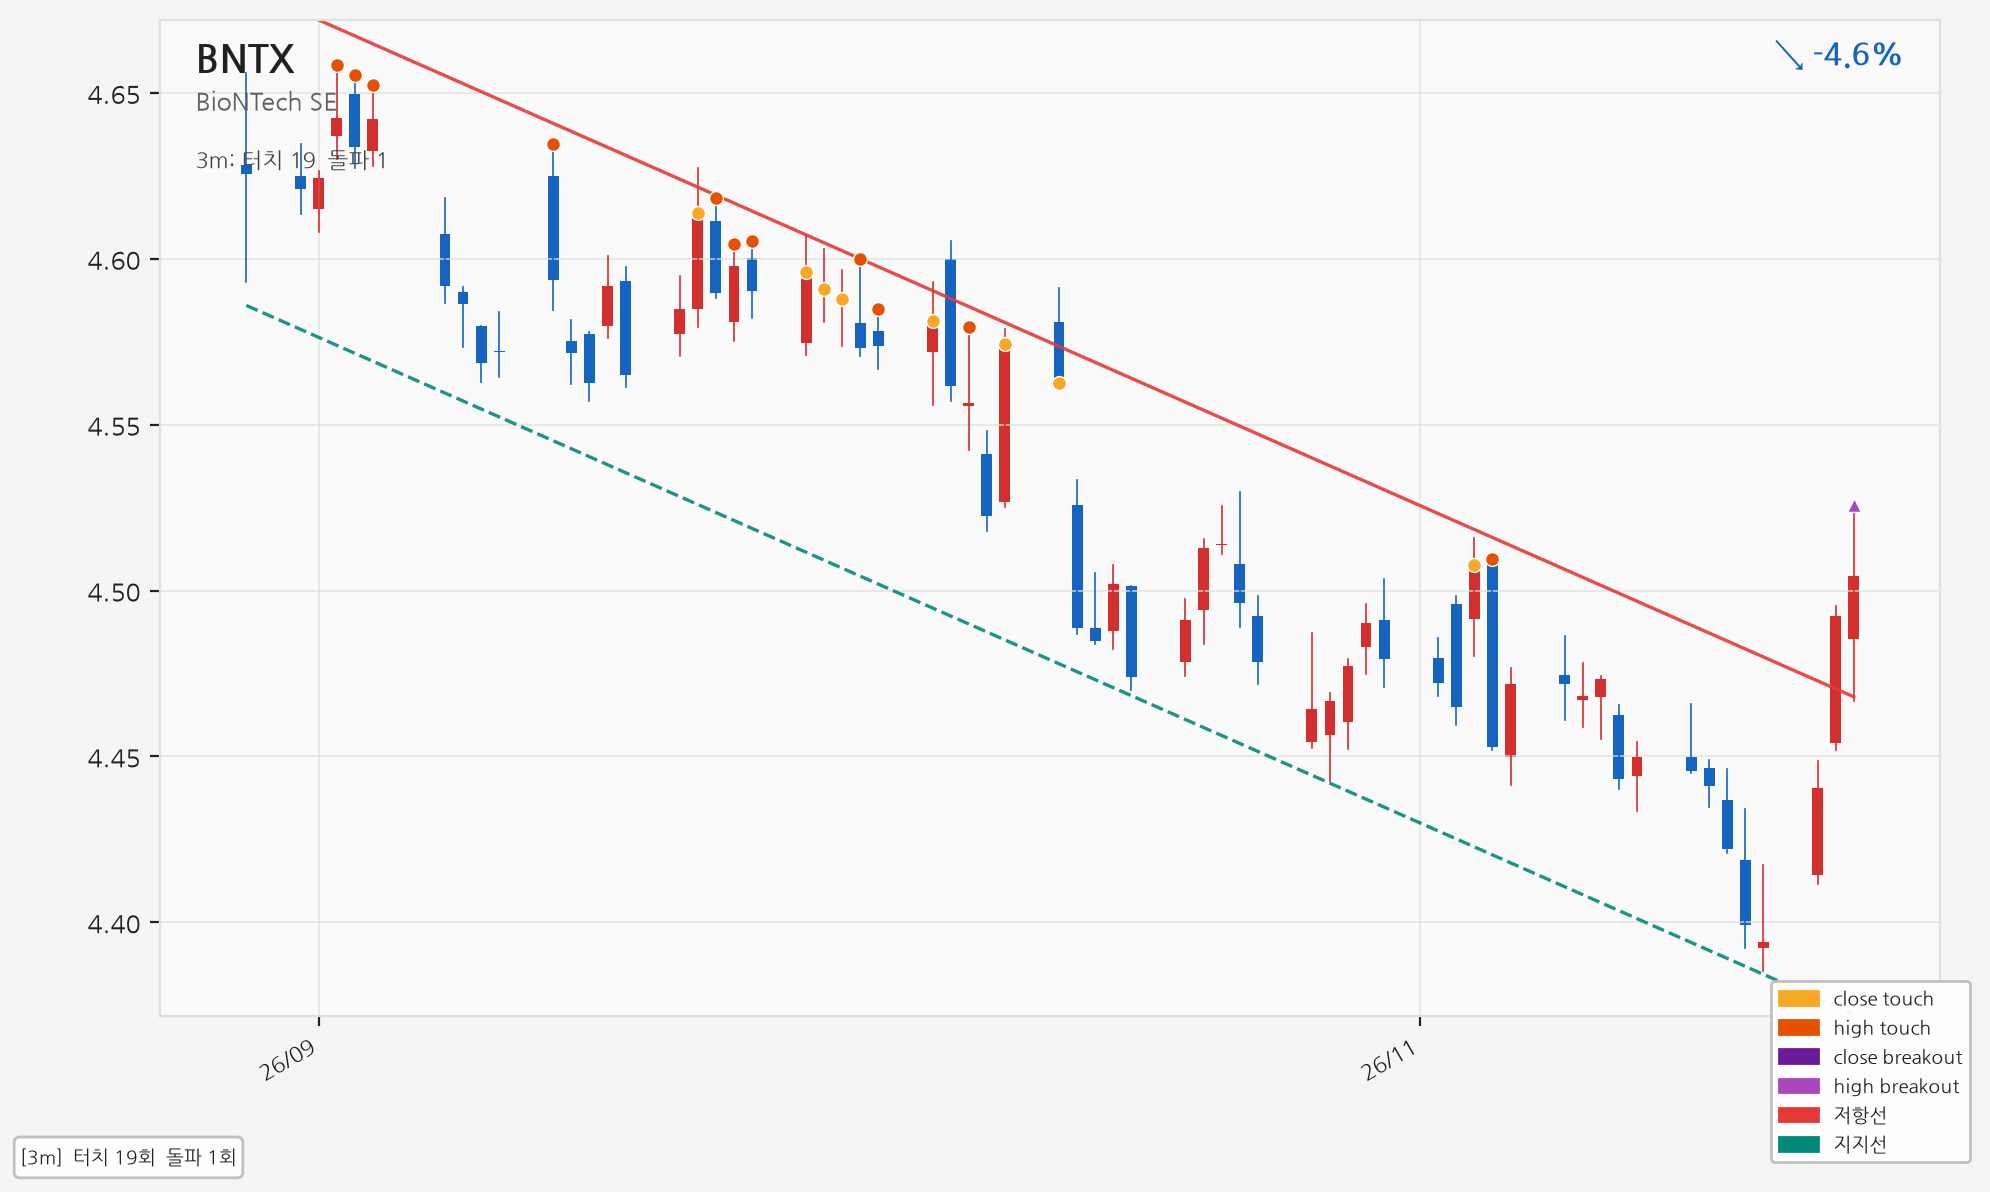 BNTX
BioNTech SE
3m: 터치 19 돌파 1
-4.6%
4.65
4.60
4.55
4.50
4.45
4.40
26/09
26/11
close touch
high touch
close breakout
high breakout
저항선
지지선
[3m] 터치 19회 돌파 1회